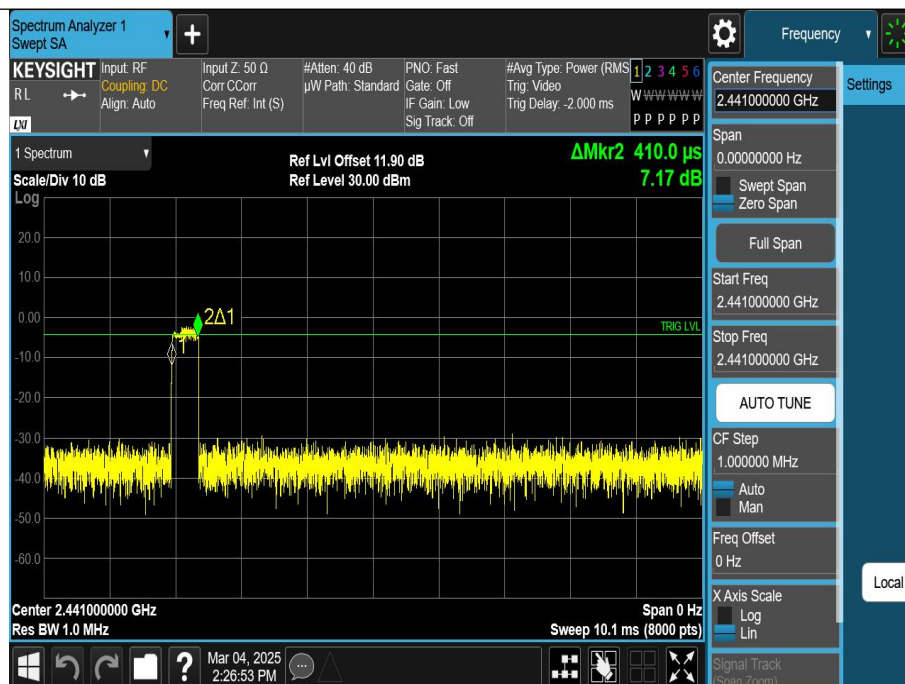 Spectrum Analyzer 1
Swept SA
+
Frequency
KEYSIGHT
RL
LXI
Input: RF
Coupling: DC
Align: Auto
Input Z: 50 Ω
Corr CCorr
Freq Ref: Int (S)
#Atten: 40 dB
µW Path: Standard
PNO: Fast
Gate: Off
IF Gain: Low
Sig Track: Off
#Avg Type: Power (RMS
Trig: Video
Trig Delay: -2.000 ms
1 2 3 4 5 6
W W W W W W
P P P P P P
1 Spectrum
Scale/Div 10 dB
Ref Lvl Offset 11.90 dB
Ref Level 30.00 dBm
ΔMkr2 410.0 µs
7.17 dB
Log
20.0
10.0
0.00
-10.0
-20.0
-30.0
-40.0
-50.0
-60.0
2Δ1
1
TRIG LVL
Center 2.441000000 GHz
Res BW 1.0 MHz
Span 0 Hz
Sweep 10.1 ms (8000 pts)
Mar 04, 2025
2:26:53 PM
?
Center Frequency
2.441000000 GHz
Span
0.00000000 Hz
Swept Span
Zero Span
Full Span
Start Freq
2.441000000 GHz
Stop Freq
2.441000000 GHz
AUTO TUNE
CF Step
1.000000 MHz
Auto
Man
Freq Offset
0 Hz
X Axis Scale
Log
Lin
Signal Track
(Span Zoom)
Settings
Local